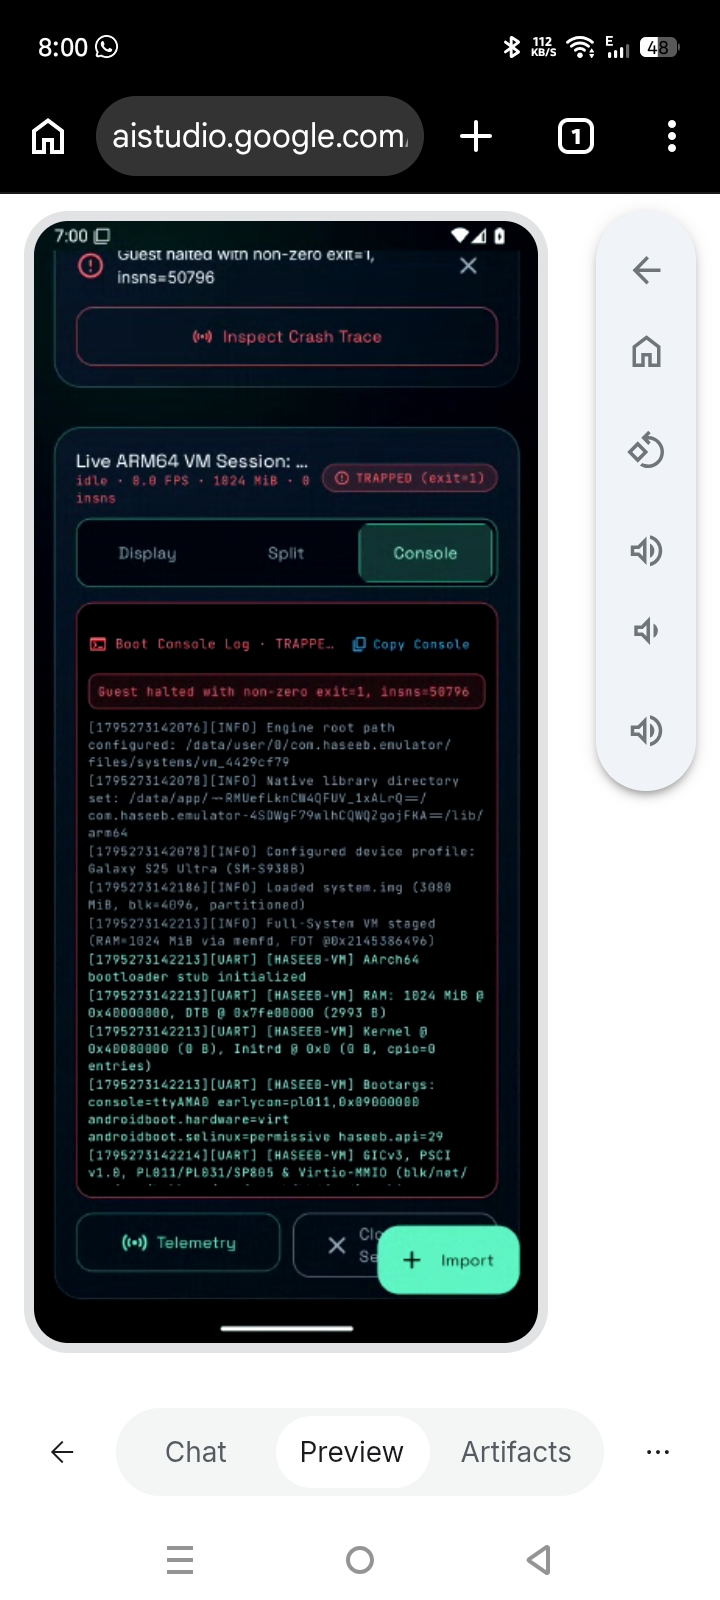 8:00
112
KB/S
E
48
aistudio.google.com/
1
7:00
Guest halted with non-zero exit=1,
insns=50796
Inspect Crash Trace
Live ARM64 VM Session: ...
idle · 0.0 FPS · 1024 MiB · 0
insns
TRAPPED (exit=1)
Display
Split
Console
Boot Console Log · TRAPPE…
Copy Console
Guest halted with non-zero exit=1, insns=50796
[1795273142076][INFO] Engine root path
configured: /data/user/0/com.haseeb.emulator/
files/systems/vm_4429cf79
[1795273142078][INFO] Native library directory
set: /data/app/~~RMUefLknCW4QFUV_1xALrQ==/
com.haseeb.emulator-4SDWgF79wlhCQWQZgojFKA==/lib/
arm64
[1795273142078][INFO] Configured device profile:
Galaxy S25 Ultra (SM-S938B)
[1795273142186][INFO] Loaded system.img (3080
MiB, blk=4096, partitioned)
[1795273142213][INFO] Full-System VM staged
(RAM=1024 MiB via memfd, FDT @0x2145386496)
[1795273142213][UART] [HASEEB-VM] AArch64
bootloader stub initialized
[1795273142213][UART] [HASEEB-VM] RAM: 1024 MiB @
0x40000000, DTB @ 0x7fe00000 (2993 B)
[1795273142213][UART] [HASEEB-VM] Kernel @
0x40080000 (0 B), Initrd @ 0x0 (0 B, cpio=0
entries)
[1795273142213][UART] [HASEEB-VM] Bootargs:
console=ttyAMA0 earlycon=pl011,0x09000000
androidboot.hardware=virt
androidboot.selinux=permissive haseeb.api=29
[1795273142214][UART] [HASEEB-VM] GICv3, PSCI
v1.0, PL011/PL031/SP805 & Virtio-MMIO (blk/net/
Telemetry
Clo
Se
Import
Chat
Preview
Artifacts